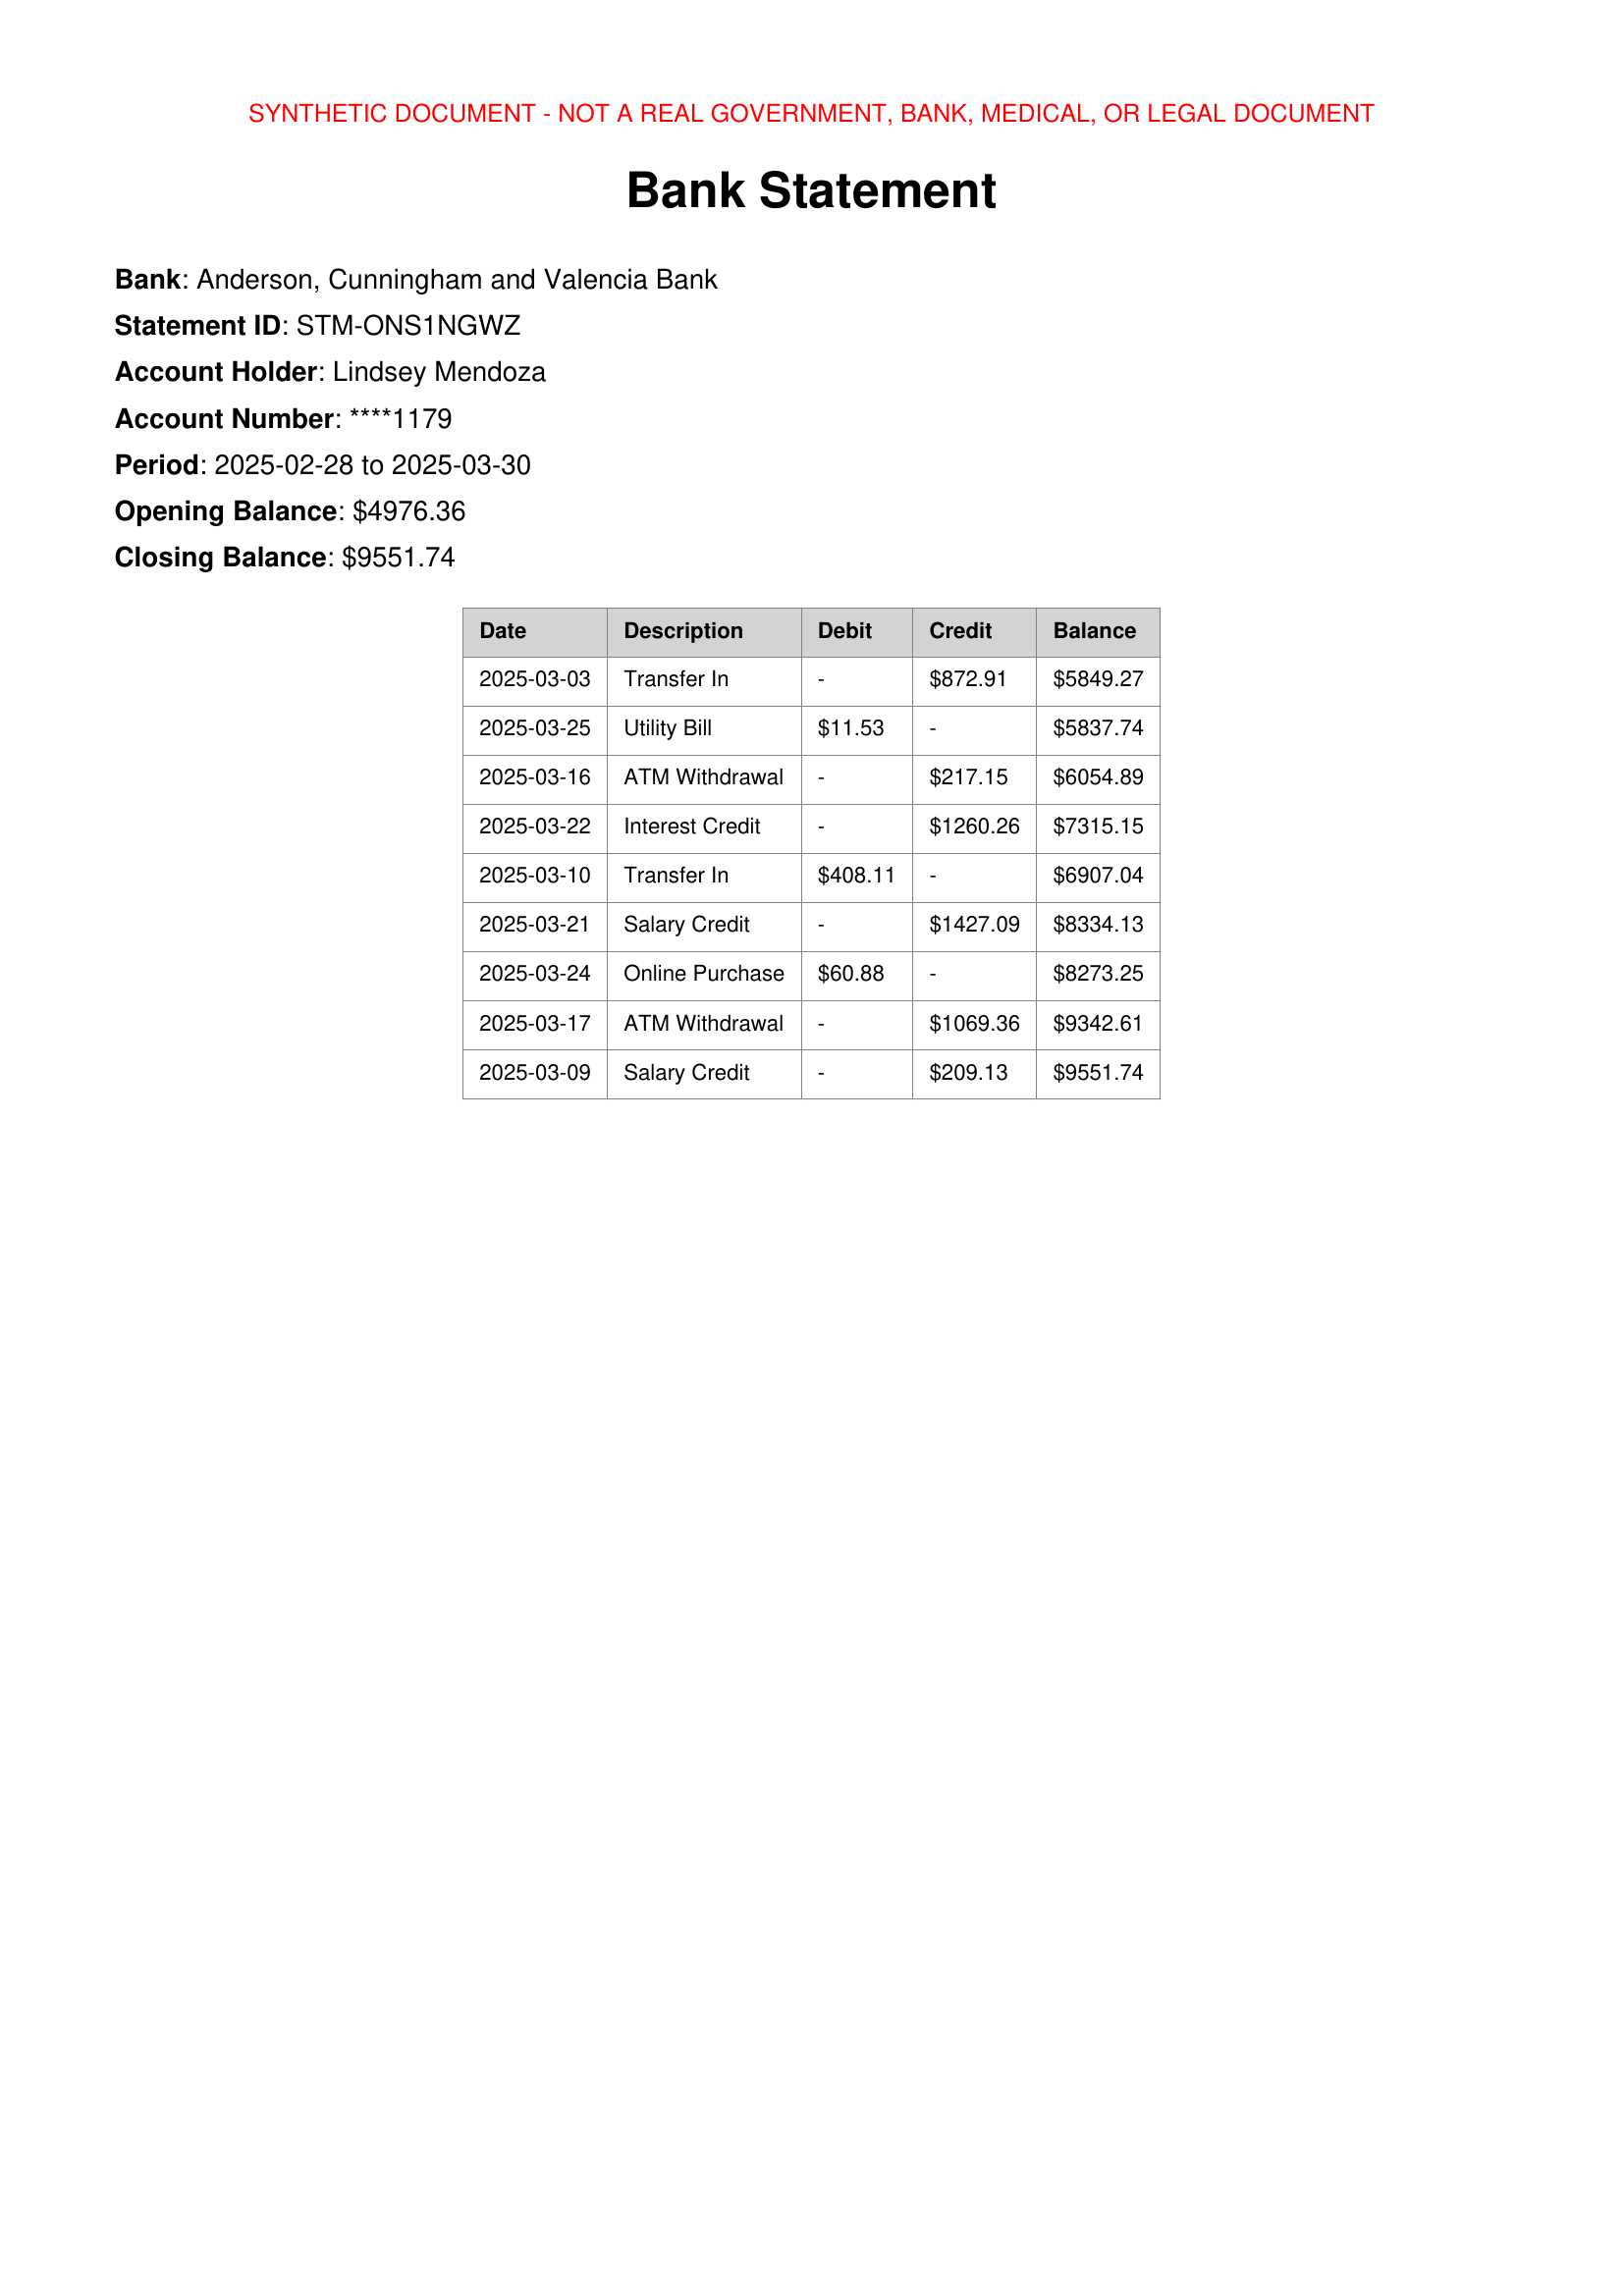 SYNTHETIC DOCUMENT - NOT A REAL GOVERNMENT, BANK, MEDICAL, OR LEGAL DOCUMENT
Bank Statement
Bank: Anderson, Cunningham and Valencia Bank
Statement ID: STM-ONS1NGWZ
Account Holder: Lindsey Mendoza
Account Number: ****1179
Period: 2025-02-28 to 2025-03-30
Opening Balance: $4976.36
Closing Balance: $9551.74
Date Description Debit Credit Balance
2025-03-03 Transfer In - $872.91 $5849.27
2025-03-25 Utility Bill $11.53 - $5837.74
2025-03-16 ATM Withdrawal - $217.15 $6054.89
2025-03-22 Interest Credit - $1260.26 $7315.15
2025-03-10 Transfer In $408.11 - $6907.04
2025-03-21 Salary Credit - $1427.09 $8334.13
2025-03-24 Online Purchase $60.88 - $8273.25
2025-03-17 ATM Withdrawal - $1069.36 $9342.61
2025-03-09 Salary Credit - $209.13 $9551.74